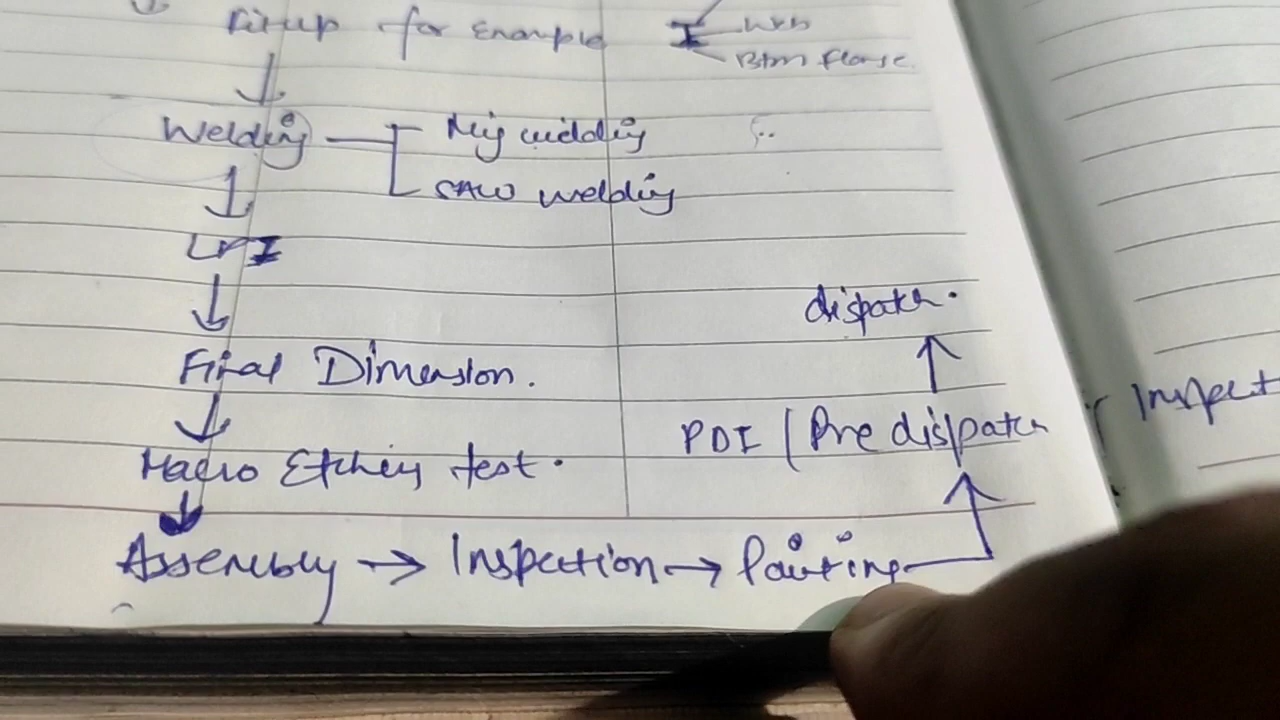 Fitup for Example
Web
Btm flange.
Welding
Mig welding
SAW welding
LPI
Final Dimension.
Macro Etching test.
Assembly → Inspection → Painting
PDI (Pre dispatch
dispatch.
Inspect